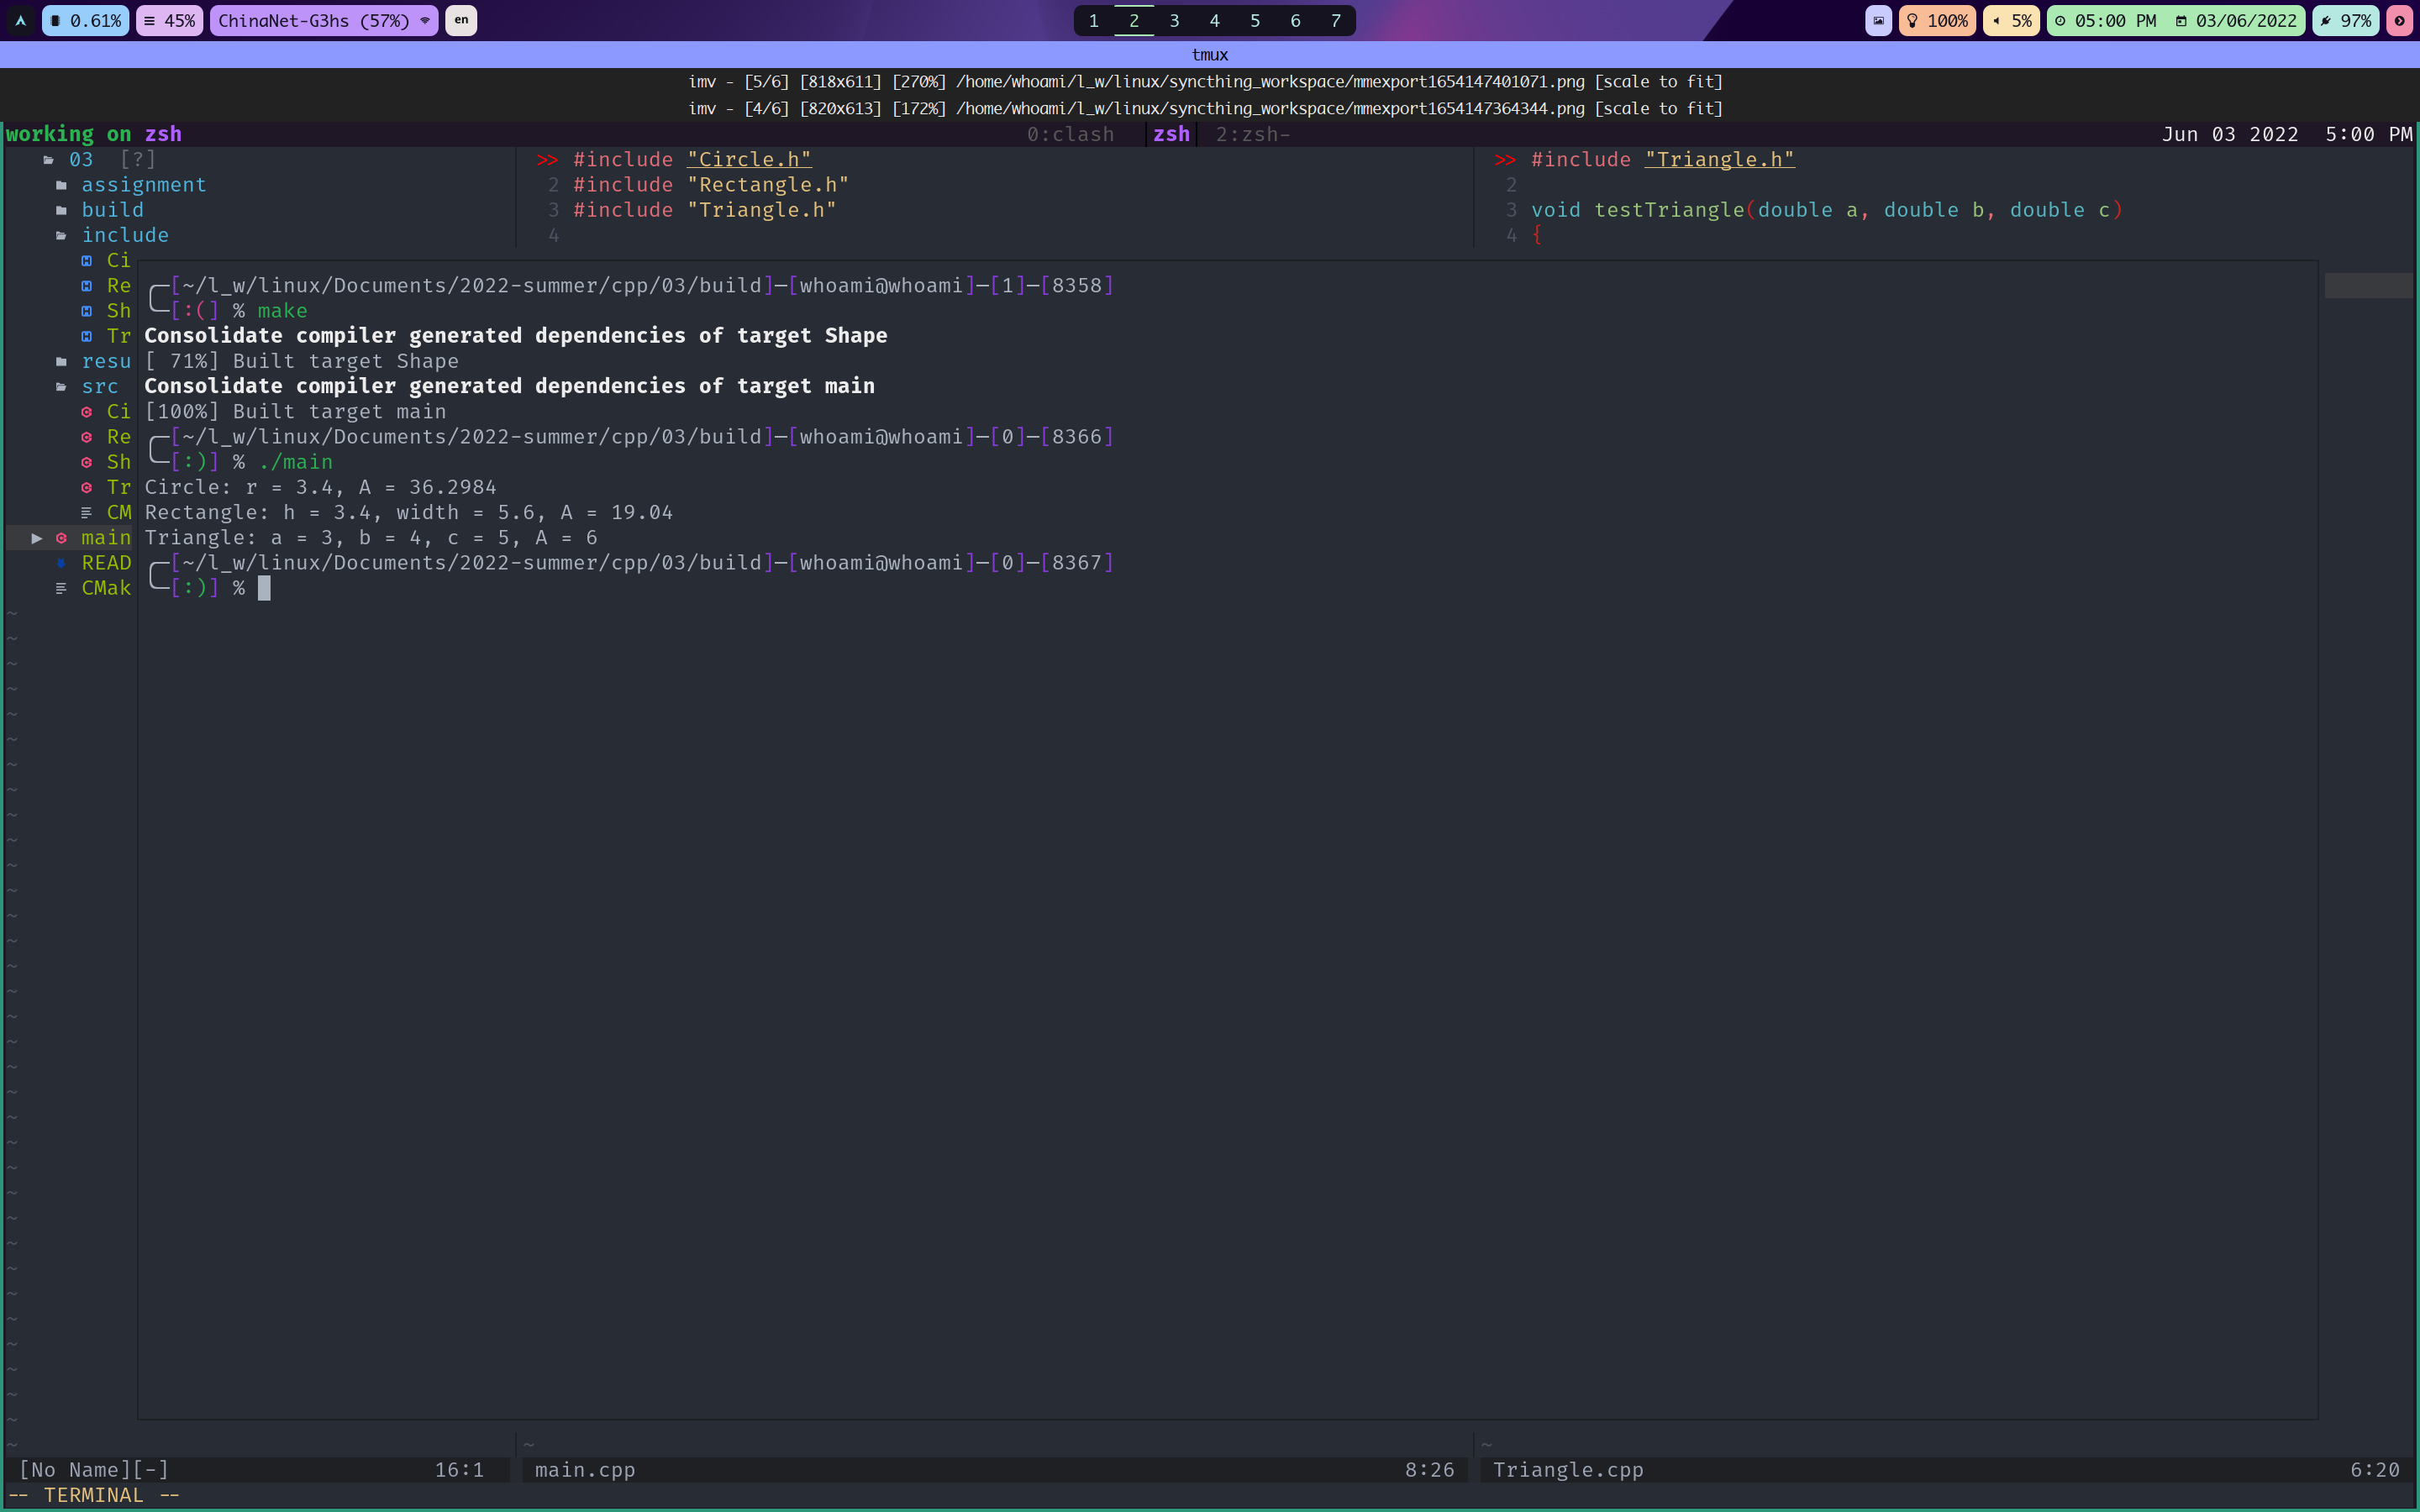 0.61% 45% ChinaNet-G3hs (57%) en 1 2 3 4 5 6 7 100% 5% 05:00 PM 03/06/2022 97%
tmux
imv - [5/6] [818x611] [270%] /home/whoami/l_w/linux/syncthing_workspace/mmexport1654147401071.png [scale to fit]
imv - [4/6] [820x613] [172%] /home/whoami/l_w/linux/syncthing_workspace/mmexport1654147364344.png [scale to fit]
working on zsh 0:clash zsh 2:zsh- Jun 03 2022 5:00 PM
03 [?]
assignment
build
include
Ci
Re
Sh
Tr
resu
src
Ci
Re
Sh
Tr
CM
▶ main
READ
CMak
>> #include "Circle.h"
2 #include "Rectangle.h"
3 #include "Triangle.h"
4
>> #include "Triangle.h"
2
3 void testTriangle(double a, double b, double c)
4 {
╭─[~/l_w/linux/Documents/2022-summer/cpp/03/build]─[whoami@whoami]─[1]─[8358]
╰─[:(] % make
Consolidate compiler generated dependencies of target Shape
[ 71%] Built target Shape
Consolidate compiler generated dependencies of target main
[100%] Built target main
╭─[~/l_w/linux/Documents/2022-summer/cpp/03/build]─[whoami@whoami]─[0]─[8366]
╰─[:)] % ./main
Circle: r = 3.4, A = 36.2984
Rectangle: h = 3.4, width = 5.6, A = 19.04
Triangle: a = 3, b = 4, c = 5, A = 6
╭─[~/l_w/linux/Documents/2022-summer/cpp/03/build]─[whoami@whoami]─[0]─[8367]
╰─[:)] %
[No Name][-] 16:1 main.cpp 8:26 Triangle.cpp 6:20
-- TERMINAL --